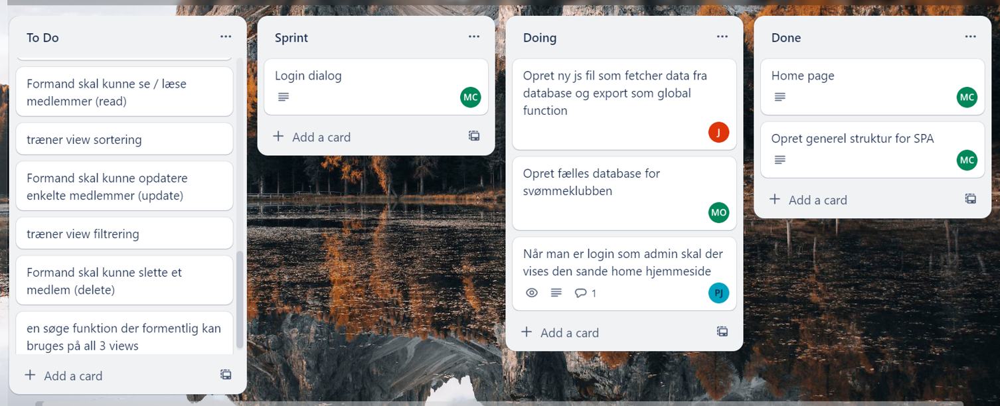 To Do
Formand skal kunne se / læse
medlemmer (read)
træner view sortering
Formand skal kunne opdatere
enkelte medlemmer (update)
træner view filtrering
Formand skal kunne slette et
medlem (delete)
en søge funktion der formentlig kan
bruges på all 3 views
Add a card
Sprint
Login dialog
MC
Add a card
Doing
Opret ny js fil som fetcher data fra
database og export som global
function
J
Opret fælles database for
svømmeklubben
MO
Når man er login som admin skal der
vises den sande home hjemmeside
1
PJ
Add a card
Done
Home page
MC
Opret generel struktur for SPA
MC
Add a card